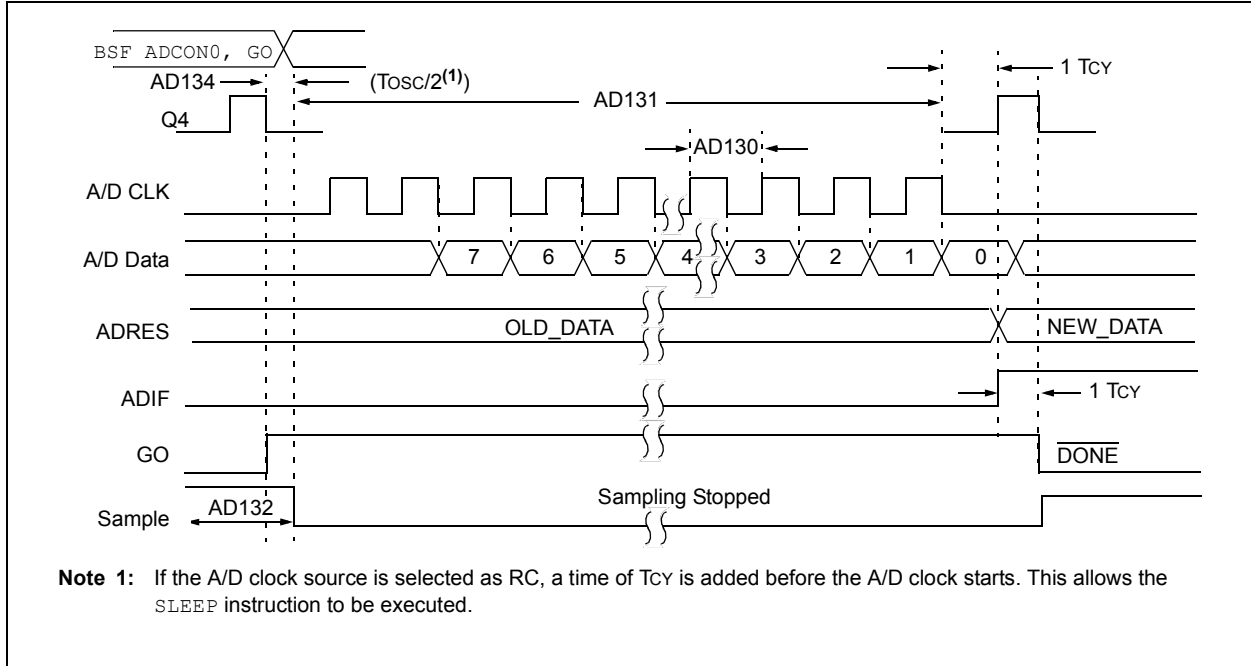 BSF ADCON0, GO
AD134 (TOSC/2(1)) 1 TCY
AD131
Q4
AD130
A/D CLK
A/D Data 7 6 5 4 3 2 1 0
ADRES OLD_DATA NEW_DATA
ADIF 1 TCY
GO DONE
Sample AD132 Sampling Stopped
Note 1: If the A/D clock source is selected as RC, a time of TCY is added before the A/D clock starts. This allows the
SLEEP instruction to be executed.